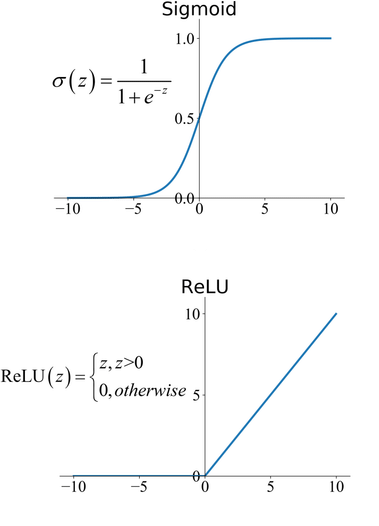 Sigmoid
1.0
σ(z) = 1 / (1 + e^{-z})
0.5
0.0
−10 −5 0 5 10
ReLU
10
ReLU(z) = { z, z>0
0, otherwise
5
0
−10 −5 0 5 10